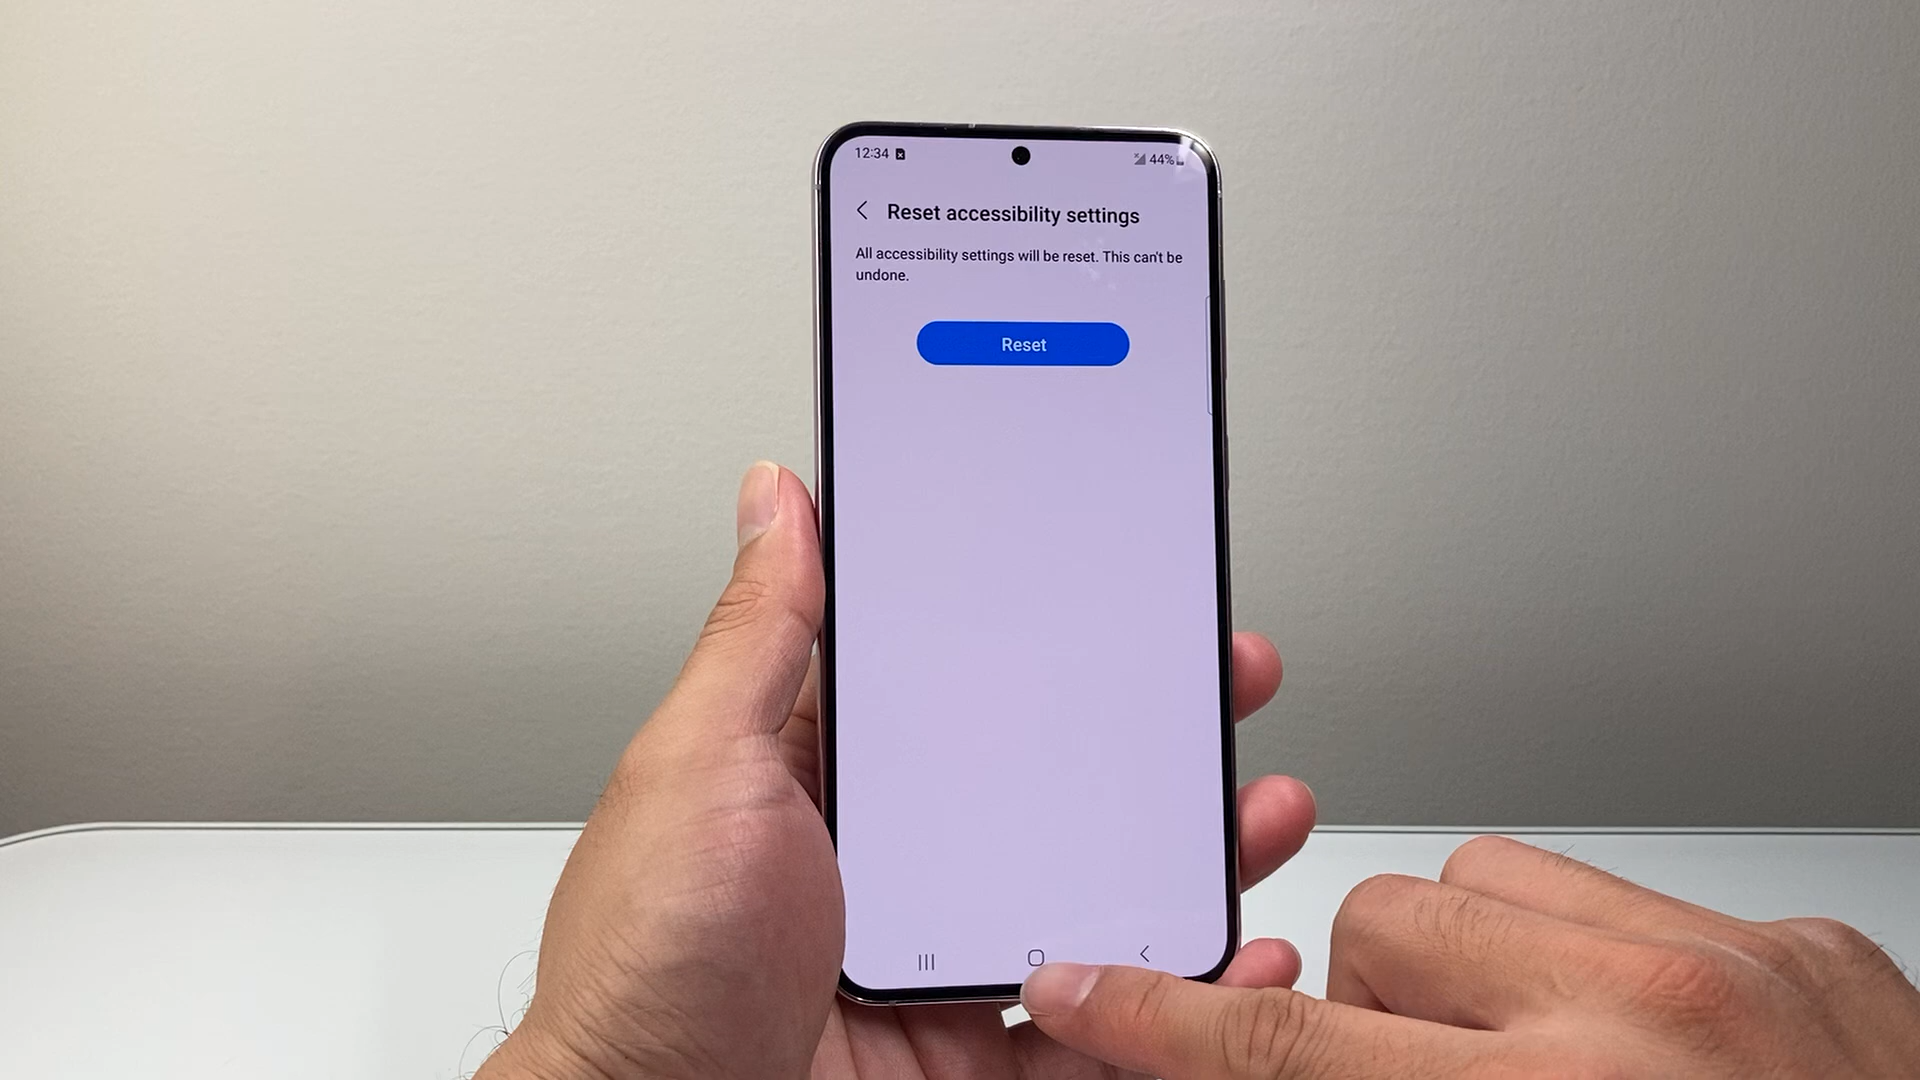 12:34
44%
Reset accessibility settings
All accessibility settings will be reset. This can't be
undone.
Reset